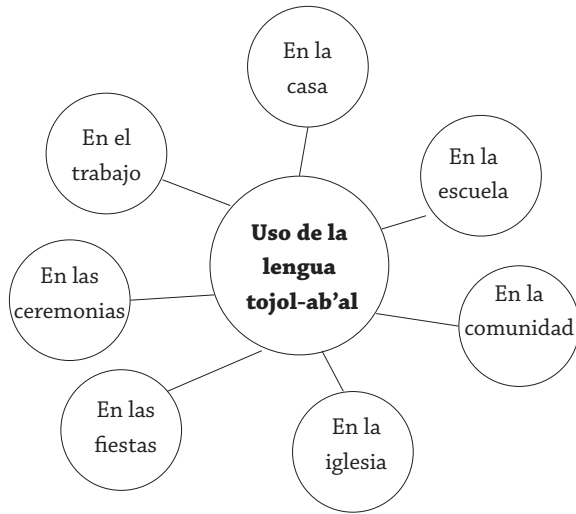 En la
casa
En el
trabajo
En la
escuela
Uso de la
lengua
tojol-ab’al
En las
ceremonias
En la
comunidad
En las
fiestas
En la
iglesia